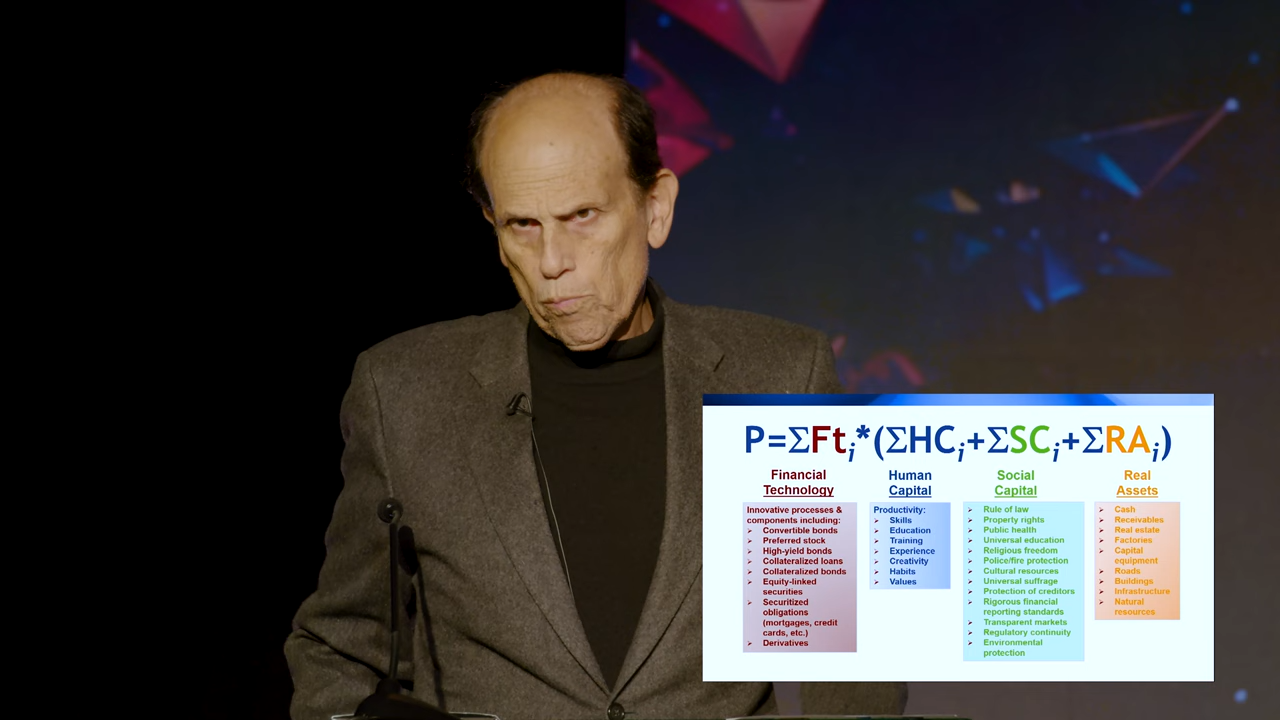 P=ΣFtᵢ*(ΣHCᵢ+ΣSCᵢ+ΣRAᵢ)
Financial
Technology
Innovative processes &
components including:
➢ Convertible bonds
➢ Preferred stock
➢ High-yield bonds
➢ Collateralized loans
➢ Collateralized bonds
➢ Equity-linked
securities
➢ Securitized
obligations
(mortgages, credit
cards, etc.)
➢ Derivatives
Human
Capital
Productivity:
➢ Skills
➢ Education
➢ Training
➢ Experience
➢ Creativity
➢ Habits
➢ Values
Social
Capital
➢ Rule of law
➢ Property rights
➢ Public health
➢ Universal education
➢ Religious freedom
➢ Police/fire protection
➢ Cultural resources
➢ Universal suffrage
➢ Protection of creditors
➢ Rigorous financial
reporting standards
➢ Transparent markets
➢ Regulatory continuity
➢ Environmental
protection
Real
Assets
➢ Cash
➢ Receivables
➢ Real estate
➢ Factories
➢ Capital
equipment
➢ Roads
➢ Buildings
➢ Infrastructure
➢ Natural
resources